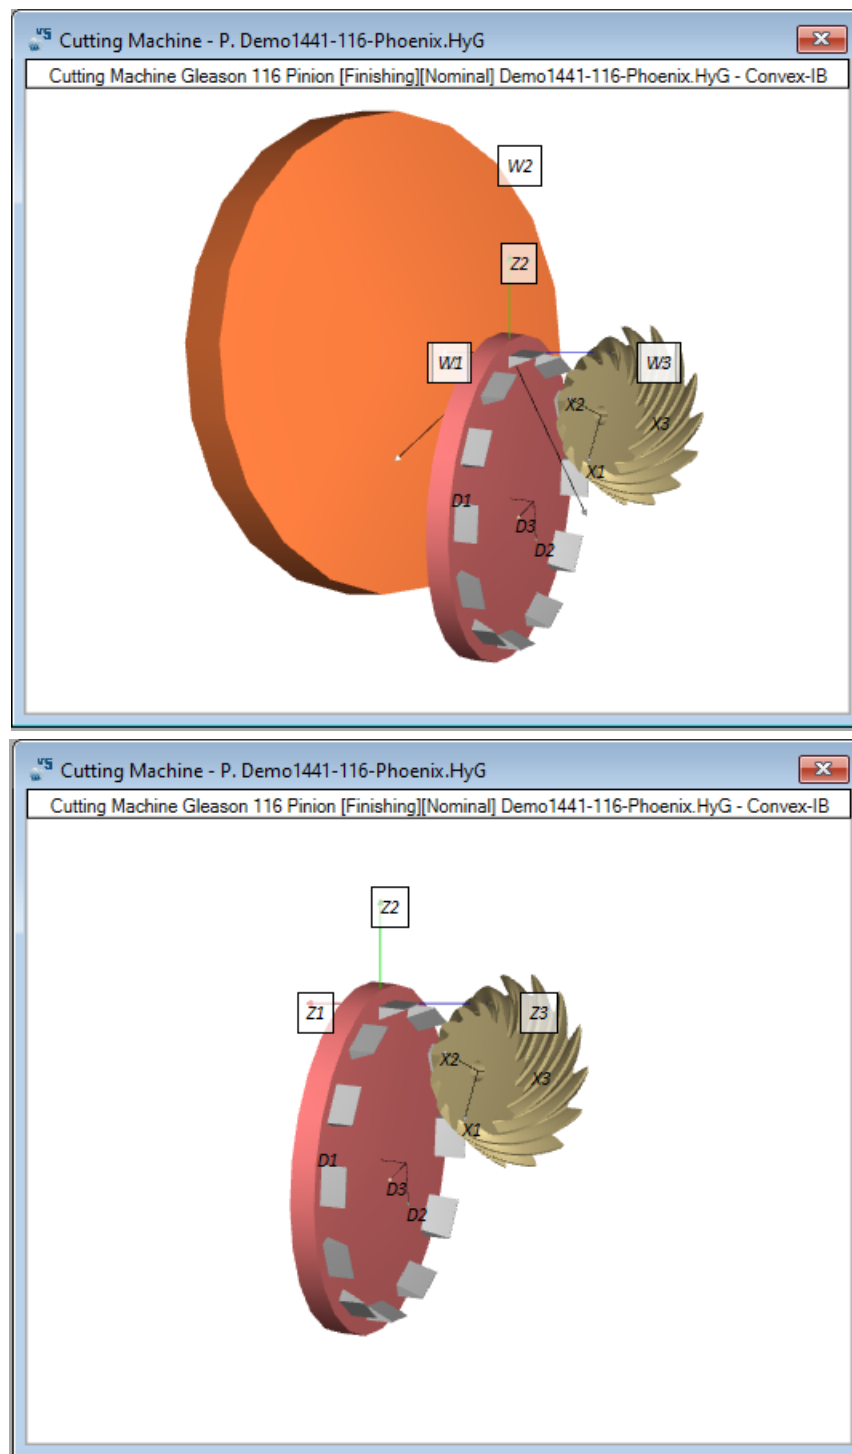 Cutting Machine - P. Demo1441-116-Phoenix.HyG
Cutting Machine Gleason 116 Pinion [Finishing][Nominal] Demo1441-116-Phoenix.HyG - Convex-IB
W2
Z2
W1
W3
X2
X3
X1
D1
D3
D2
Cutting Machine - P. Demo1441-116-Phoenix.HyG
Cutting Machine Gleason 116 Pinion [Finishing][Nominal] Demo1441-116-Phoenix.HyG - Convex-IB
Z2
Z1
Z3
X2
X3
X1
D1
D3
D2